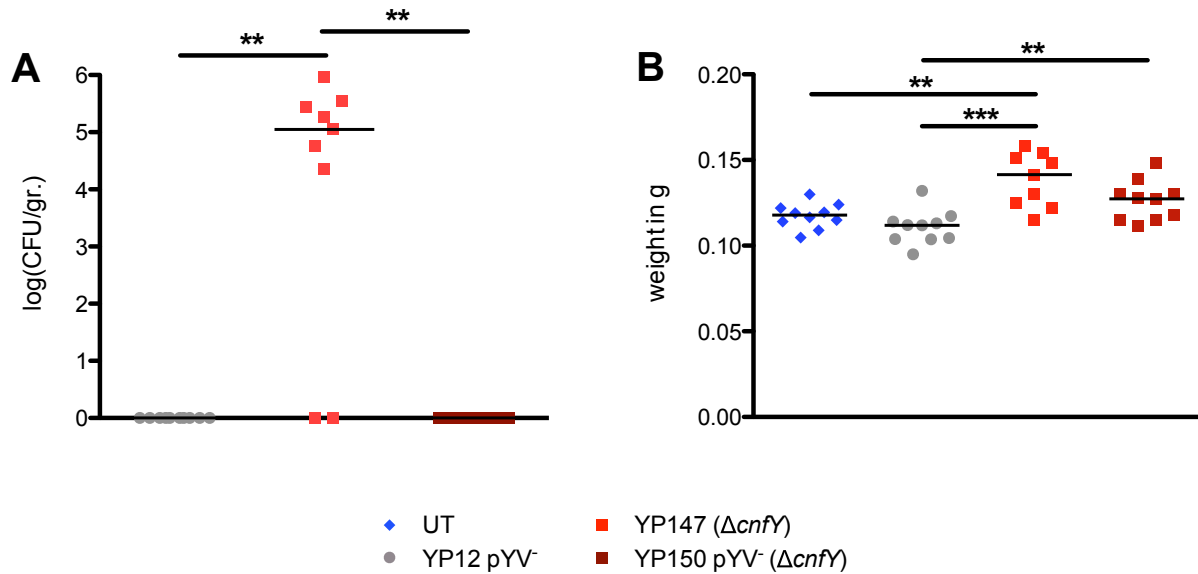 **
**
A
6
5
4
3
2
1
0
log(CFU/gr.)
B
**
**
***
0.20
0.15
0.10
0.05
0.00
weight in g
UT
YP147 (ΔcnfY)
YP12 pYV-
YP150 pYV- (ΔcnfY)